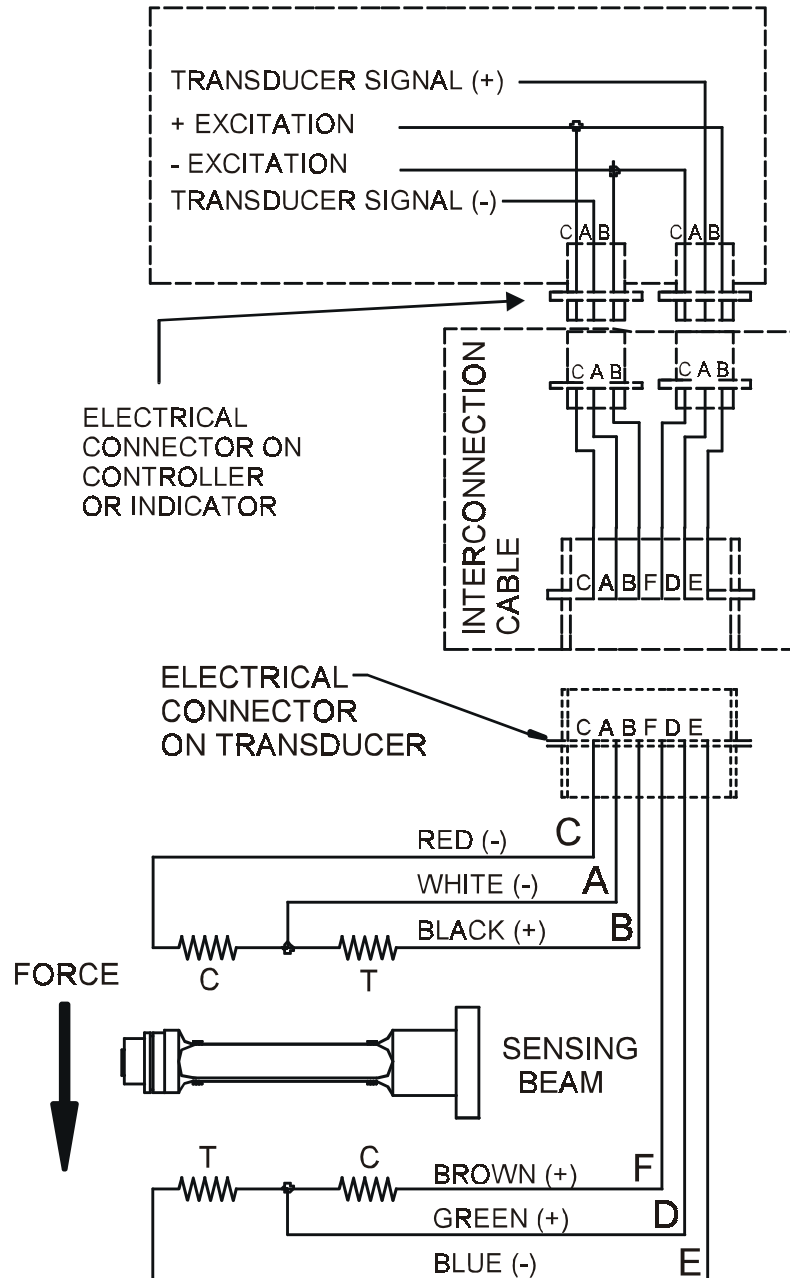 TRANSDUCER SIGNAL (+)
+ EXCITATION
- EXCITATION
TRANSDUCER SIGNAL (-)
C A B
C A B
ELECTRICAL
CONNECTOR ON
CONTROLLER
OR INDICATOR
INTERCONNECTION
CABLE
C A B
C A B
C A B F D E
ELECTRICAL
CONNECTOR
ON TRANSDUCER
C A B F D E
RED (-) C
WHITE (-) A
BLACK (+) B
C T
FORCE
SENSING
BEAM
T C
BROWN (+) F
GREEN (+) D
BLUE (-) E